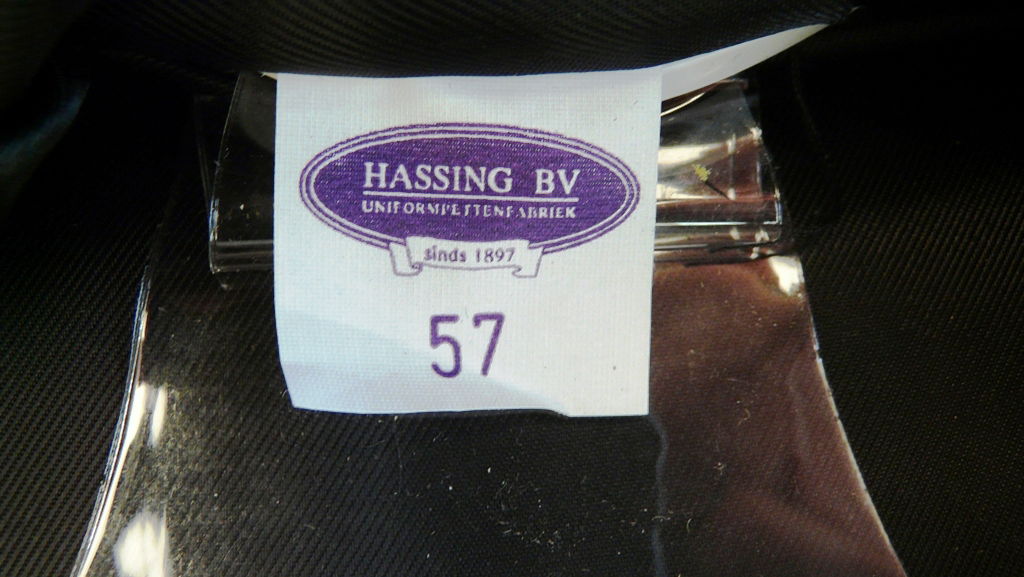 HASSING BV
UNIFORMPETTENFABRIEK
sinds 1897
57